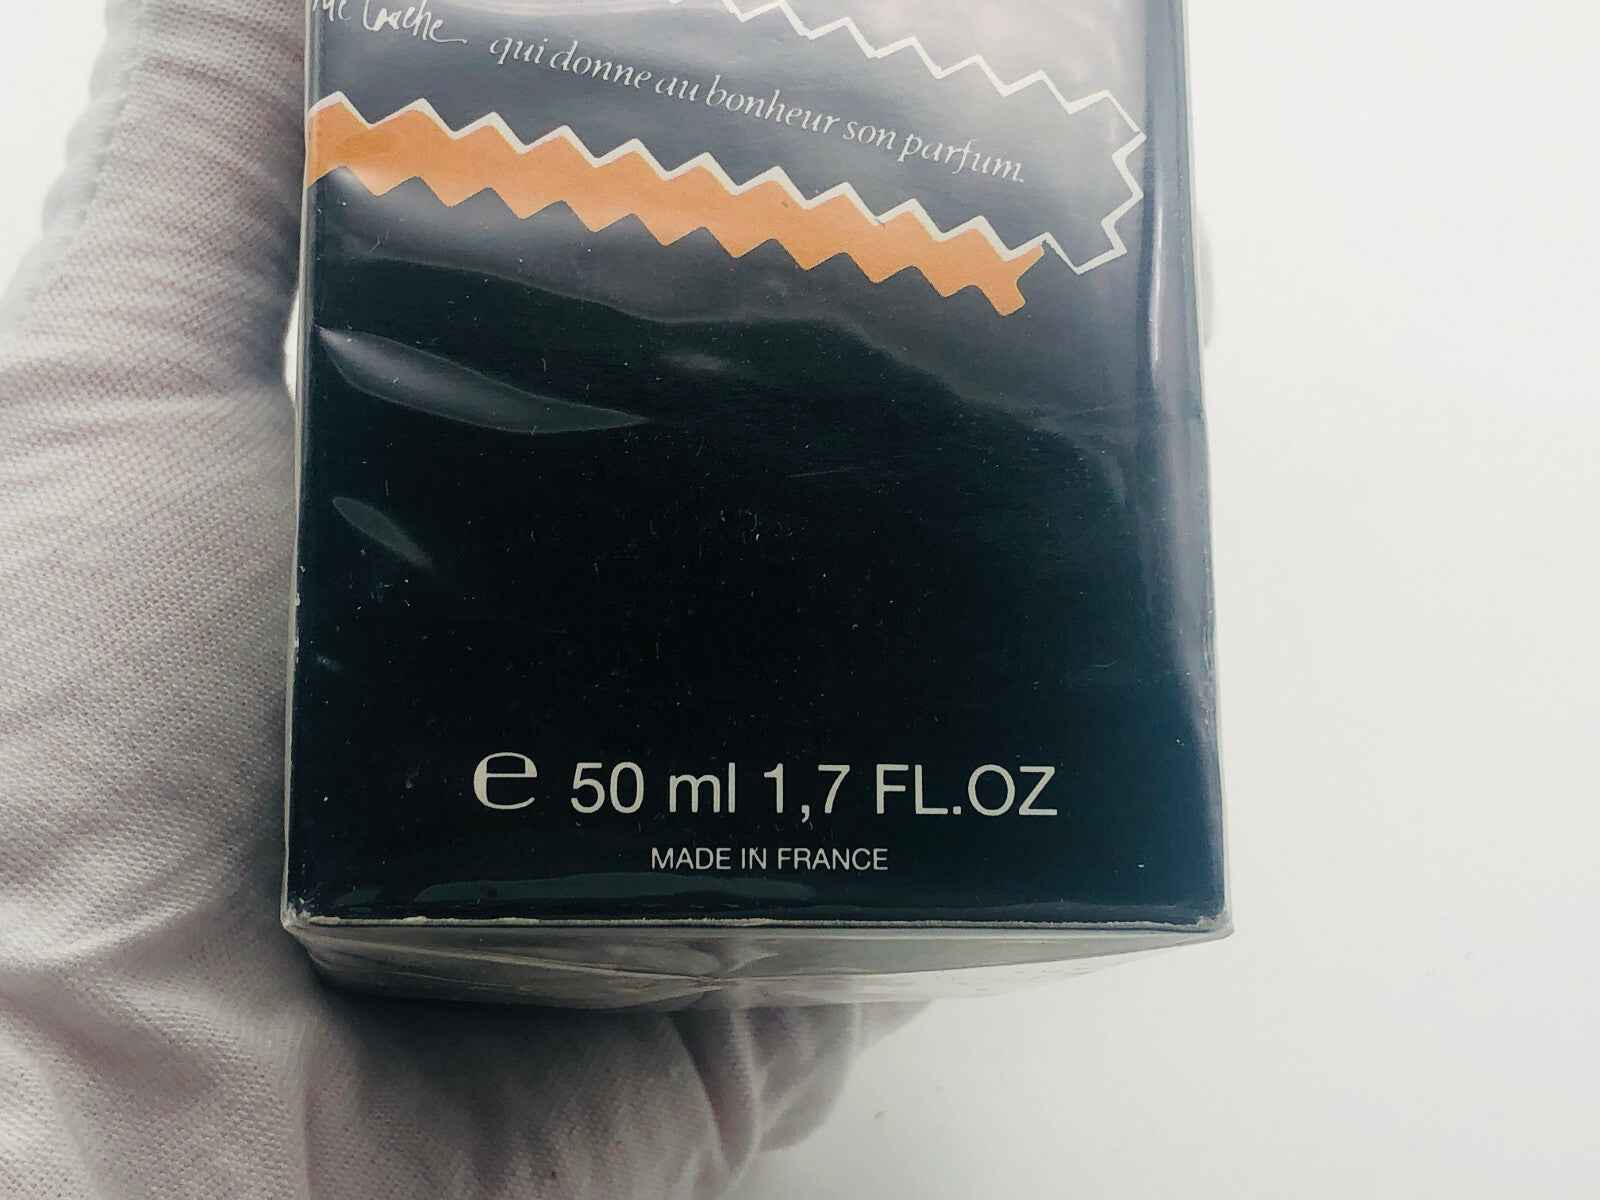 qui donne au bonheur son parfum.
e 50 ml 1,7 FL.OZ
MADE IN FRANCE